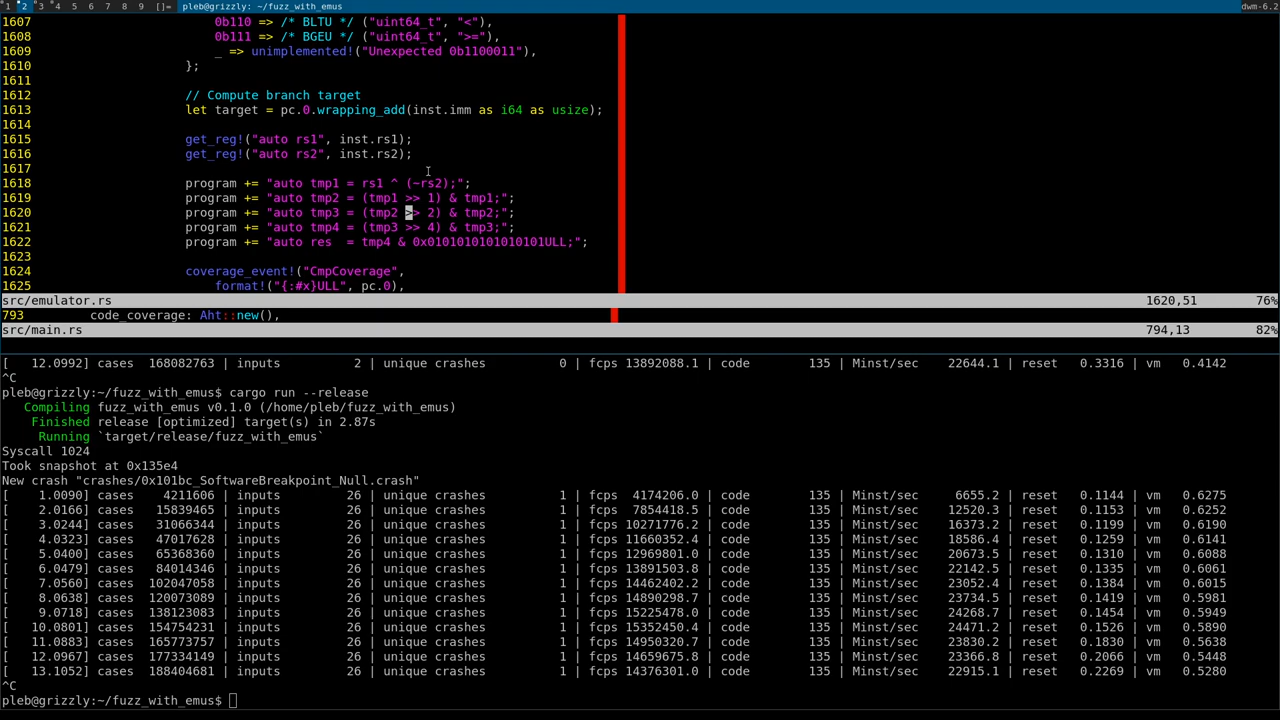 1 2 3 4 5 6 7 8 9 []= pleb@grizzly: ~/fuzz_with_emus dwm-6.2
1607 0b110 => /* BLTU */ ("uint64_t", "<"),
1608 0b111 => /* BGEU */ ("uint64_t", ">="),
1609 _ => unimplemented!("Unexpected 0b1100011"),
1610 };
1611
1612 // Compute branch target
1613 let target = pc.0.wrapping_add(inst.imm as i64 as usize);
1614
1615 get_reg!("auto rs1", inst.rs1);
1616 get_reg!("auto rs2", inst.rs2);
1617
1618 program += "auto tmp1 = rs1 ^ (~rs2);";
1619 program += "auto tmp2 = (tmp1 >> 1) & tmp1;";
1620 program += "auto tmp3 = (tmp2 >> 2) & tmp2;";
1621 program += "auto tmp4 = (tmp3 >> 4) & tmp3;";
1622 program += "auto res  = tmp4 & 0x0101010101010101ULL;";
1623
1624 coverage_event!("CmpCoverage",
1625 format!("{:#x}ULL", pc.0),
src/emulator.rs 1620,51 76%
793 code_coverage: Aht::new(),
src/main.rs 794,13 82%
[ 12.0992] cases 168082763 | inputs 2 | unique crashes 0 | fcps 13892088.1 | code 135 | Minst/sec 22644.1 | reset 0.3316 | vm 0.4142
^C
pleb@grizzly:~/fuzz_with_emus$ cargo run --release
Compiling fuzz_with_emus v0.1.0 (/home/pleb/fuzz_with_emus)
Finished release [optimized] target(s) in 2.87s
Running `target/release/fuzz_with_emus`
Syscall 1024
Took snapshot at 0x135e4
New crash "crashes/0x101bc_SoftwareBreakpoint_Null.crash"
[ 1.0090] cases 4211606 | inputs 26 | unique crashes 1 | fcps 4174206.0 | code 135 | Minst/sec 6655.2 | reset 0.1144 | vm 0.6275
[ 2.0166] cases 15839465 | inputs 26 | unique crashes 1 | fcps 7854418.5 | code 135 | Minst/sec 12520.3 | reset 0.1153 | vm 0.6252
[ 3.0244] cases 31066344 | inputs 26 | unique crashes 1 | fcps 10271776.2 | code 135 | Minst/sec 16373.2 | reset 0.1199 | vm 0.6190
[ 4.0323] cases 47017628 | inputs 26 | unique crashes 1 | fcps 11660352.4 | code 135 | Minst/sec 18586.4 | reset 0.1259 | vm 0.6141
[ 5.0400] cases 65368360 | inputs 26 | unique crashes 1 | fcps 12969801.0 | code 135 | Minst/sec 20673.5 | reset 0.1310 | vm 0.6088
[ 6.0479] cases 84014346 | inputs 26 | unique crashes 1 | fcps 13891503.8 | code 135 | Minst/sec 22142.5 | reset 0.1335 | vm 0.6061
[ 7.0560] cases 102047058 | inputs 26 | unique crashes 1 | fcps 14462402.2 | code 135 | Minst/sec 23052.4 | reset 0.1384 | vm 0.6015
[ 8.0638] cases 120073089 | inputs 26 | unique crashes 1 | fcps 14890298.7 | code 135 | Minst/sec 23734.5 | reset 0.1419 | vm 0.5981
[ 9.0718] cases 138123083 | inputs 26 | unique crashes 1 | fcps 15225478.0 | code 135 | Minst/sec 24268.7 | reset 0.1454 | vm 0.5949
[ 10.0801] cases 154754231 | inputs 26 | unique crashes 1 | fcps 15352450.4 | code 135 | Minst/sec 24471.2 | reset 0.1526 | vm 0.5890
[ 11.0883] cases 165773757 | inputs 26 | unique crashes 1 | fcps 14950320.7 | code 135 | Minst/sec 23830.2 | reset 0.1830 | vm 0.5638
[ 12.0967] cases 177334149 | inputs 26 | unique crashes 1 | fcps 14659675.8 | code 135 | Minst/sec 23366.8 | reset 0.2066 | vm 0.5448
[ 13.1052] cases 188404681 | inputs 26 | unique crashes 1 | fcps 14376301.0 | code 135 | Minst/sec 22915.1 | reset 0.2269 | vm 0.5280
^C
pleb@grizzly:~/fuzz_with_emus$